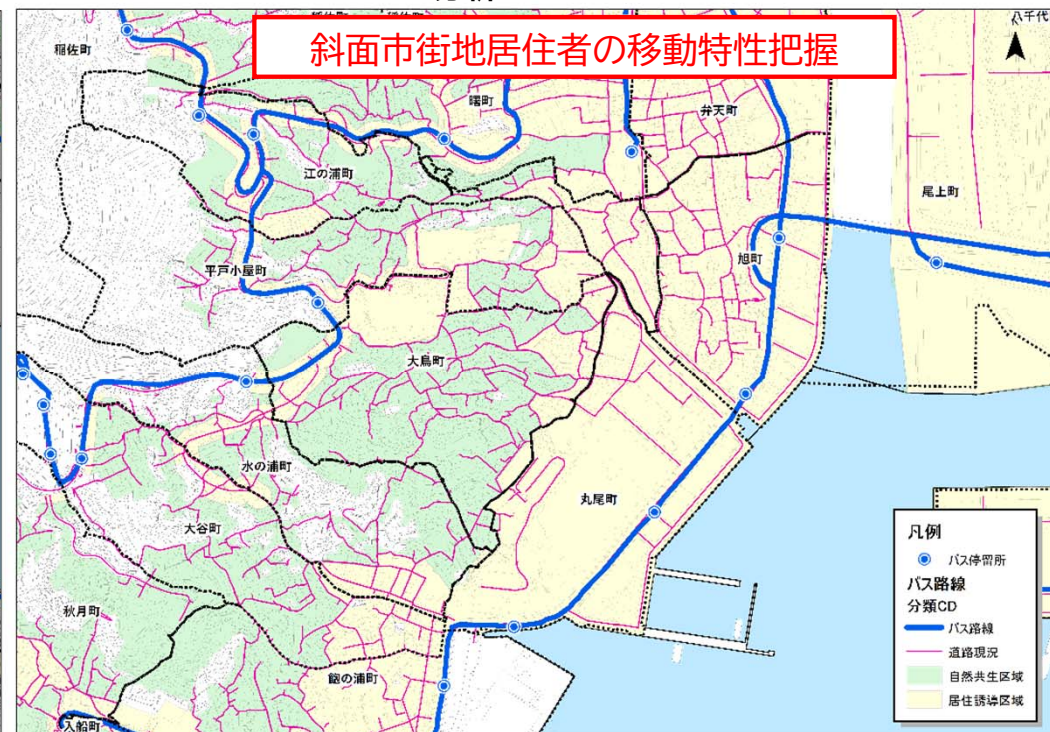 斜面市街地居住者の移動特性把握
八千代
稲佐町
曙町
弁天町
江の浦町
尾上町
旭町
平戸小屋町
大鳥町
水の浦町
丸尾町
大谷町
秋月町
飽の浦町
入船町
凡例
バス停留所
バス路線
分類CD
バス路線
道路現況
自然共生区域
居住誘導区域